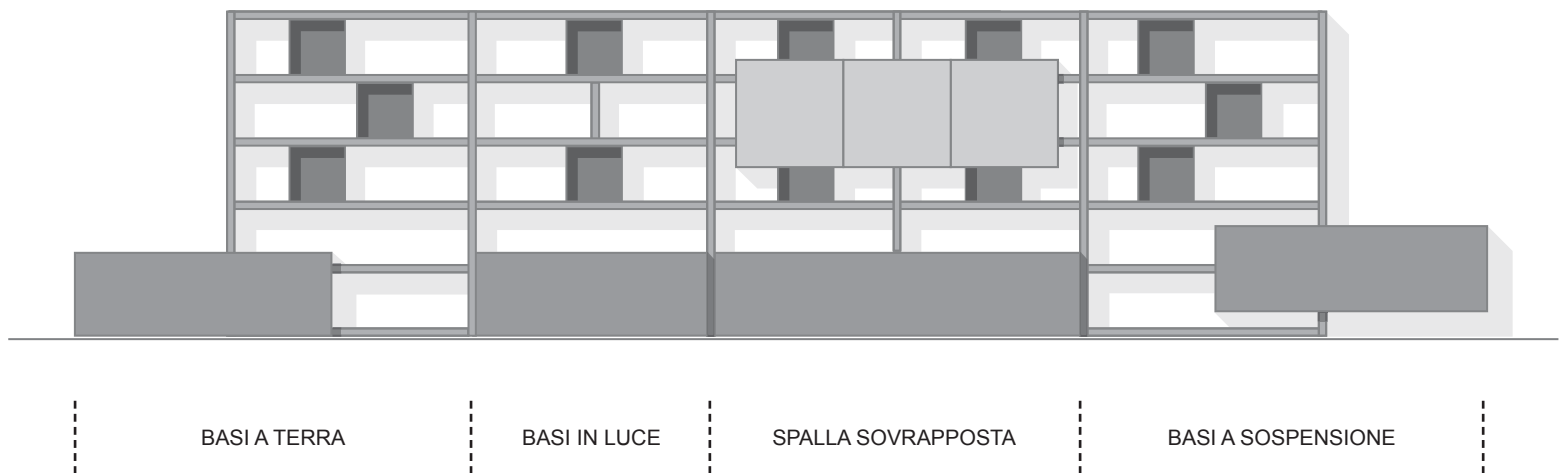 BASI A TERRA
BASI IN LUCE
SPALLA SOVRAPPOSTA
BASI A SOSPENSIONE